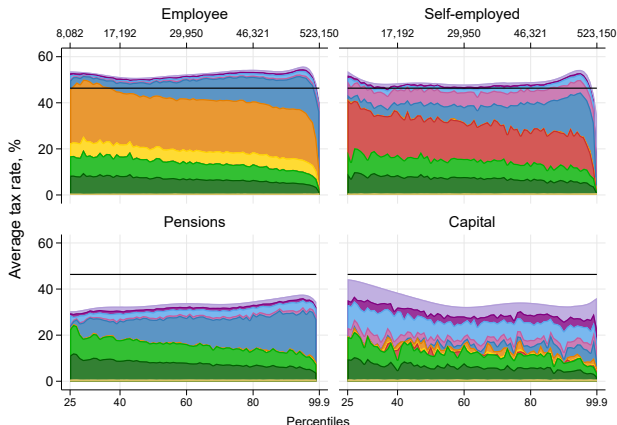 Employee Self-employed
8,082 17,192 29,950 46,321 523,150 17,192 29,950 46,321 523,150
60
40
20
0
Average tax rate, %
Pensions Capital
60
40
20
0
25 40 60 80 99.9 25 40 60 80 99.9
Percentiles